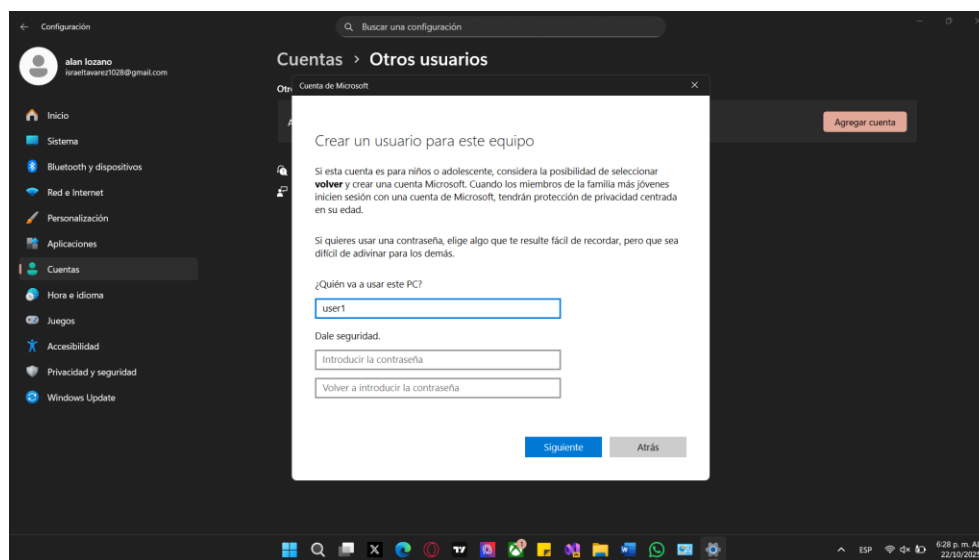 Configuración
Buscar una configuración
alan lozano
israeltavarez1028@gmail.com
Inicio
Sistema
Bluetooth y dispositivos
Red e Internet
Personalización
Aplicaciones
Cuentas
Hora e idioma
Juegos
Accesibilidad
Privacidad y seguridad
Windows Update
Cuentas > Otros usuarios
Agregar cuenta
Cuenta de Microsoft
Crear un usuario para este equipo
Si esta cuenta es para niños o adolescente, considera la posibilidad de seleccionar
volver y crear una cuenta Microsoft. Cuando los miembros de la familia más jóvenes
inicien sesión con una cuenta de Microsoft, tendrán protección de privacidad centrada
en su edad.
Si quieres usar una contraseña, elige algo que te resulte fácil de recordar, pero que sea
difícil de adivinar para los demás.
¿Quién va a usar este PC?
user1
Dale seguridad.
Introducir la contraseña
Volver a introducir la contraseña
Siguiente
Atrás
ESP
6:28 p. m.